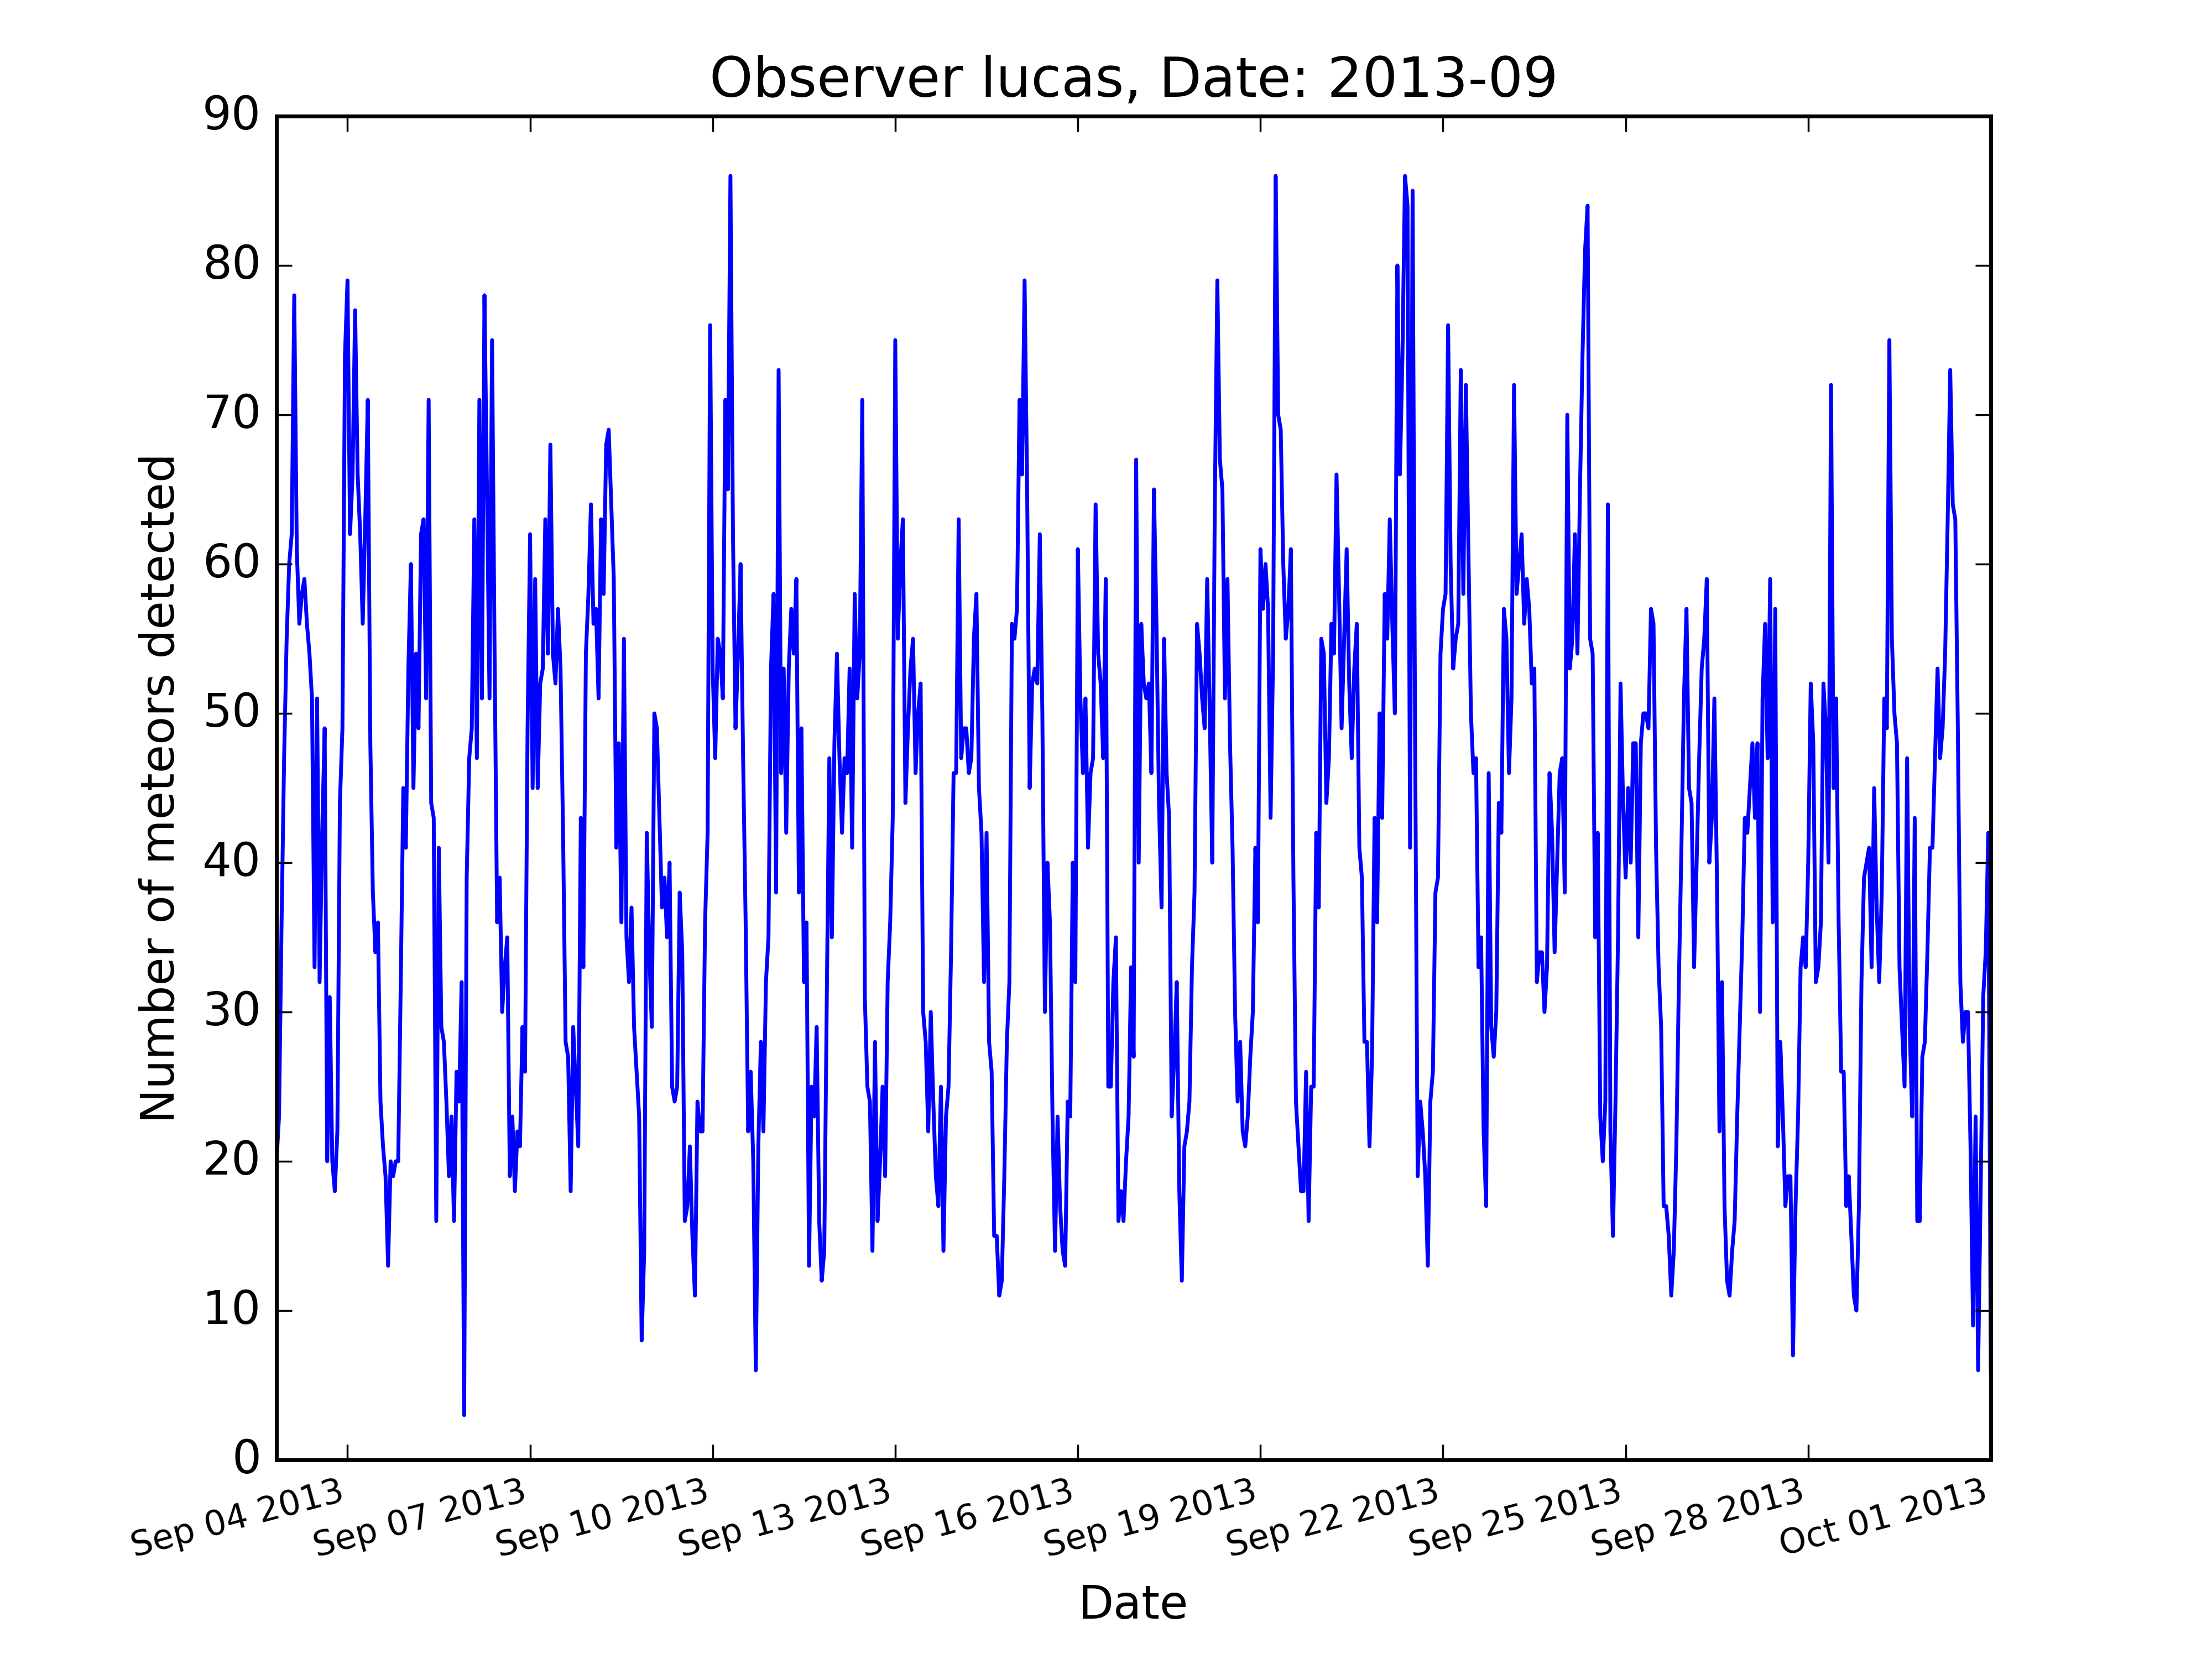 Observer lucas, Date: 2013-09
90
80
70
60
50
40
30
20
10
0
Number of meteors detected
Sep 04 2013
Sep 07 2013
Sep 10 2013
Sep 13 2013
Sep 16 2013
Sep 19 2013
Sep 22 2013
Sep 25 2013
Sep 28 2013
Oct 01 2013
Date